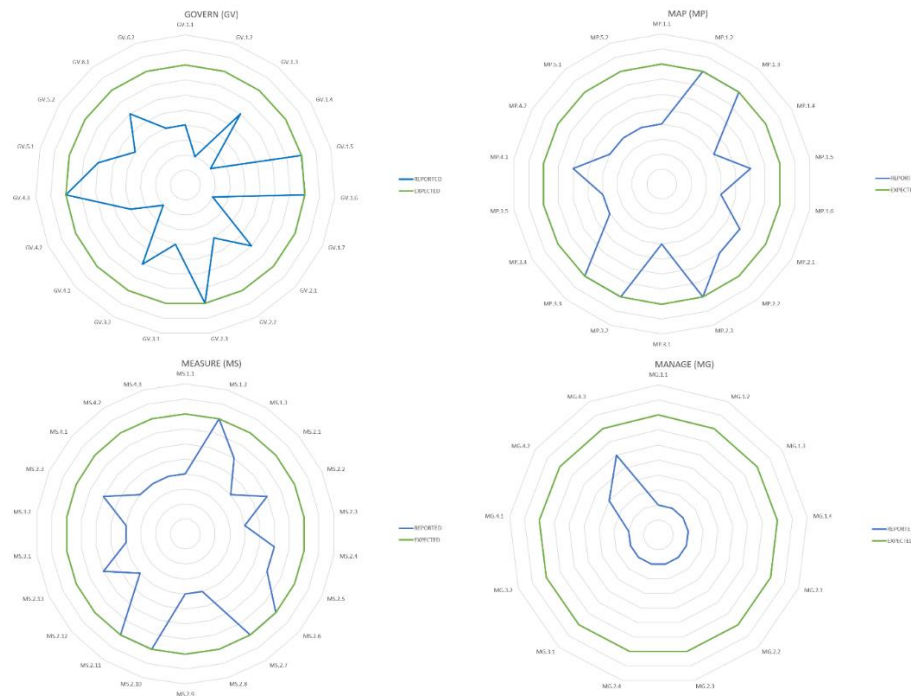 GOVERN (GV)
GV.1.1
GV.1.2
GV.1.3
GV.1.4
GV.1.5
GV.1.6
GV.1.7
GV.2.1
GV.2.2
GV.2.3
GV.3.1
GV.3.2
GV.4.1
GV.4.2
GV.4.3
GV.5.1
GV.5.2
GV.6.1
GV.6.2
REPORTED
EXPECTED
MAP (MP)
MP.1.1
MP.1.2
MP.1.3
MP.1.4
MP.1.5
MP.1.6
MP.2.1
MP.2.2
MP.2.3
MP.3.1
MP.3.2
MP.3.3
MP.3.4
MP.3.5
MP.4.1
MP.4.2
MP.5.1
MP.5.2
REPORTE
EXPECTE
MEASURE (MS)
MS.1.1
MS.1.2
MS.1.3
MS.2.1
MS.2.2
MS.2.3
MS.2.4
MS.2.5
MS.2.6
MS.2.7
MS.2.8
MS.2.9
MS.2.10
MS.2.11
MS.2.12
MS.2.13
MS.3.1
MS.3.2
MS.3.3
MS.4.1
MS.4.2
MS.4.3
REPORTED
EXPECTED
MANAGE (MG)
MG.1.1
MG.1.2
MG.1.3
MG.1.4
MG.2.1
MG.2.2
MG.2.3
MG.2.4
MG.3.1
MG.3.2
MG.4.1
MG.4.2
MG.4.3
REPORTE
EXPECTE